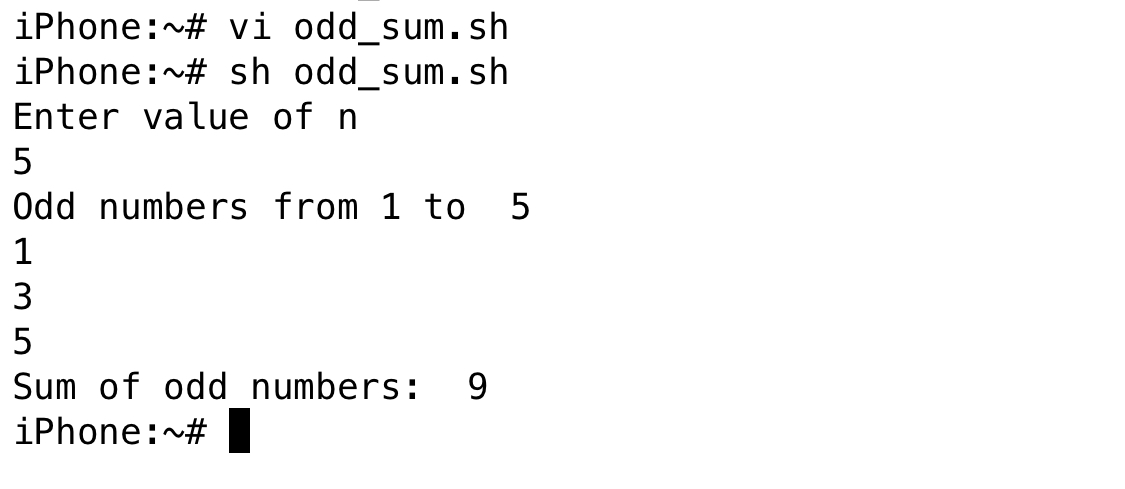 iPhone:~# vi odd_sum.sh
iPhone:~# sh odd_sum.sh
Enter value of n
5
Odd numbers from 1 to  5
1
3
5
Sum of odd numbers:  9
iPhone:~#